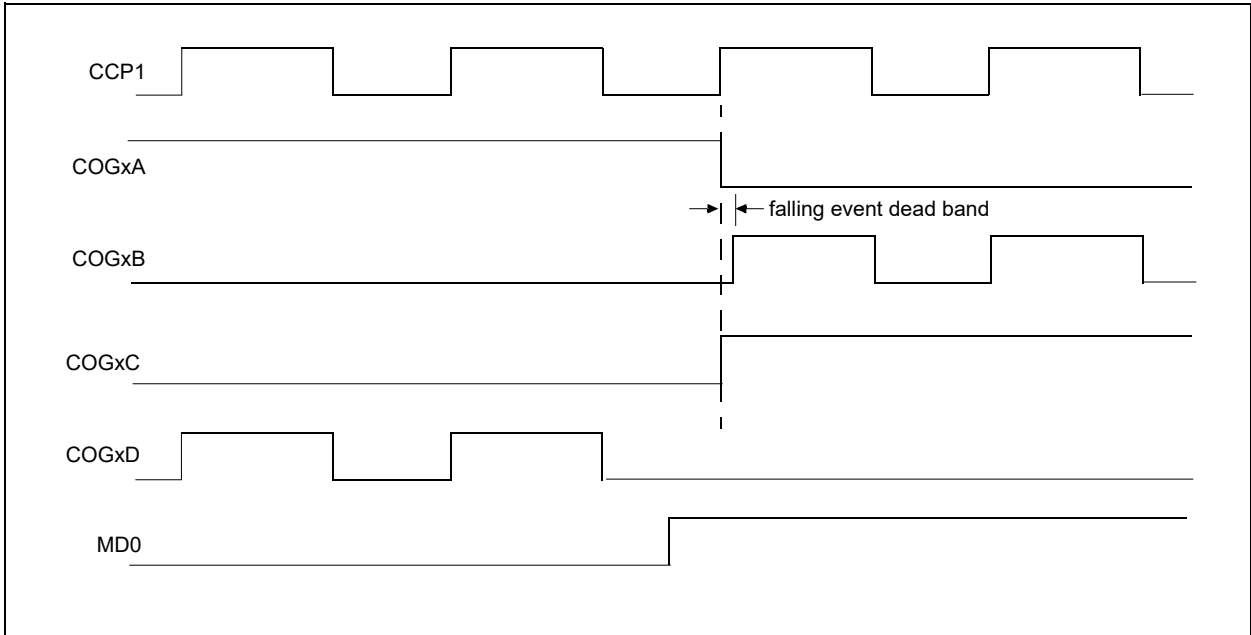 CCP1
COGxA
falling event dead band
COGxB
COGxC
COGxD
MD0